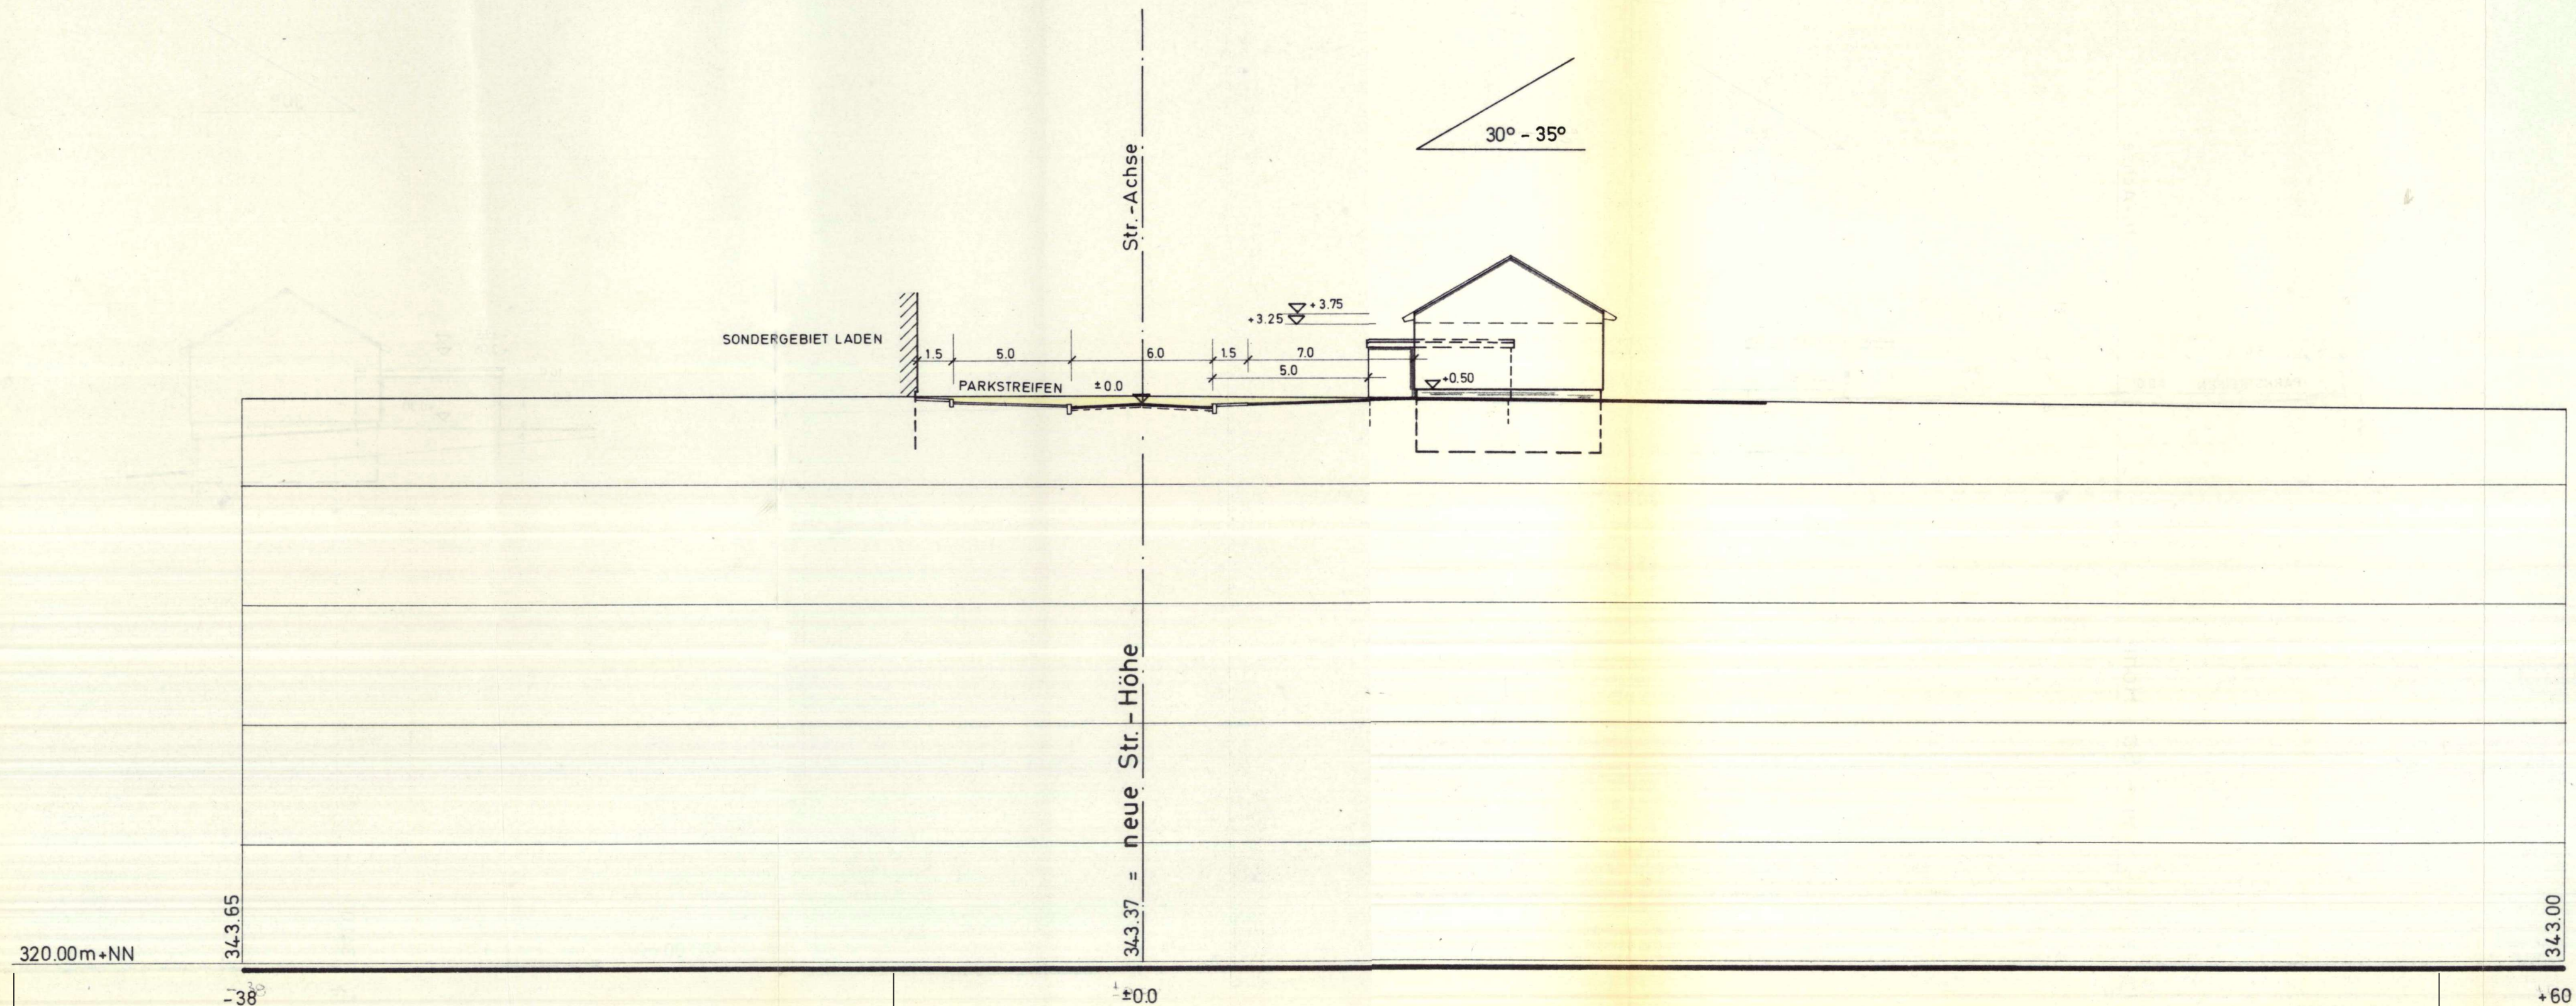 30° - 35°
Str.-Achse
+3.75
+3.25
SONDERGEBIET LADEN
1.5 5.0 6.0 1.5 7.0
5.0
PARKSTREIFEN ±0.0 +0.50
343.37 = neue Str.-Höhe
343.65
343.00
320.00m+NN
-38 ±0.0 +60